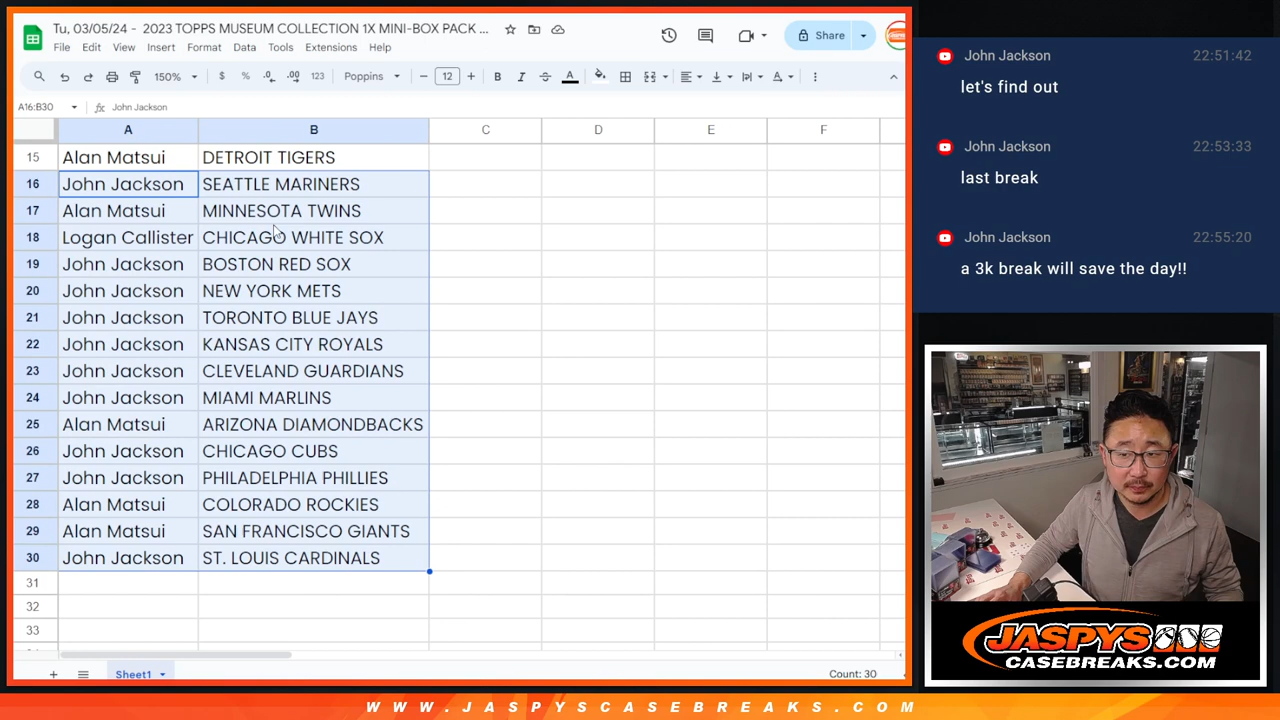 Tu, 03/05/24 - 2023 TOPPS MUSEUM COLLECTION 1X MINI-BOX PACK ...
File Edit View Insert Format Data Tools Extensions Help
Share
150% $ % .0 .00 123 Poppins 12 B I S A
A16:B30 fx John Jackson
A B C D E F
15 Alan Matsui DETROIT TIGERS
16 John Jackson SEATTLE MARINERS
17 Alan Matsui MINNESOTA TWINS
18 Logan Callister CHICAGO WHITE SOX
19 John Jackson BOSTON RED SOX
20 John Jackson NEW YORK METS
21 John Jackson TORONTO BLUE JAYS
22 John Jackson KANSAS CITY ROYALS
23 John Jackson CLEVELAND GUARDIANS
24 John Jackson MIAMI MARLINS
25 Alan Matsui ARIZONA DIAMONDBACKS
26 John Jackson CHICAGO CUBS
27 John Jackson PHILADELPHIA PHILLIES
28 Alan Matsui COLORADO ROCKIES
29 Alan Matsui SAN FRANCISCO GIANTS
30 John Jackson ST. LOUIS CARDINALS
31
32
33
Sheet1
Count: 30
John Jackson 22:51:42
let's find out
John Jackson 22:53:33
last break
John Jackson 22:55:20
a 3k break will save the day!!
JASPYS
CASEBREAKS.COM
WWW.JASPYSCASEBREAKS.COM